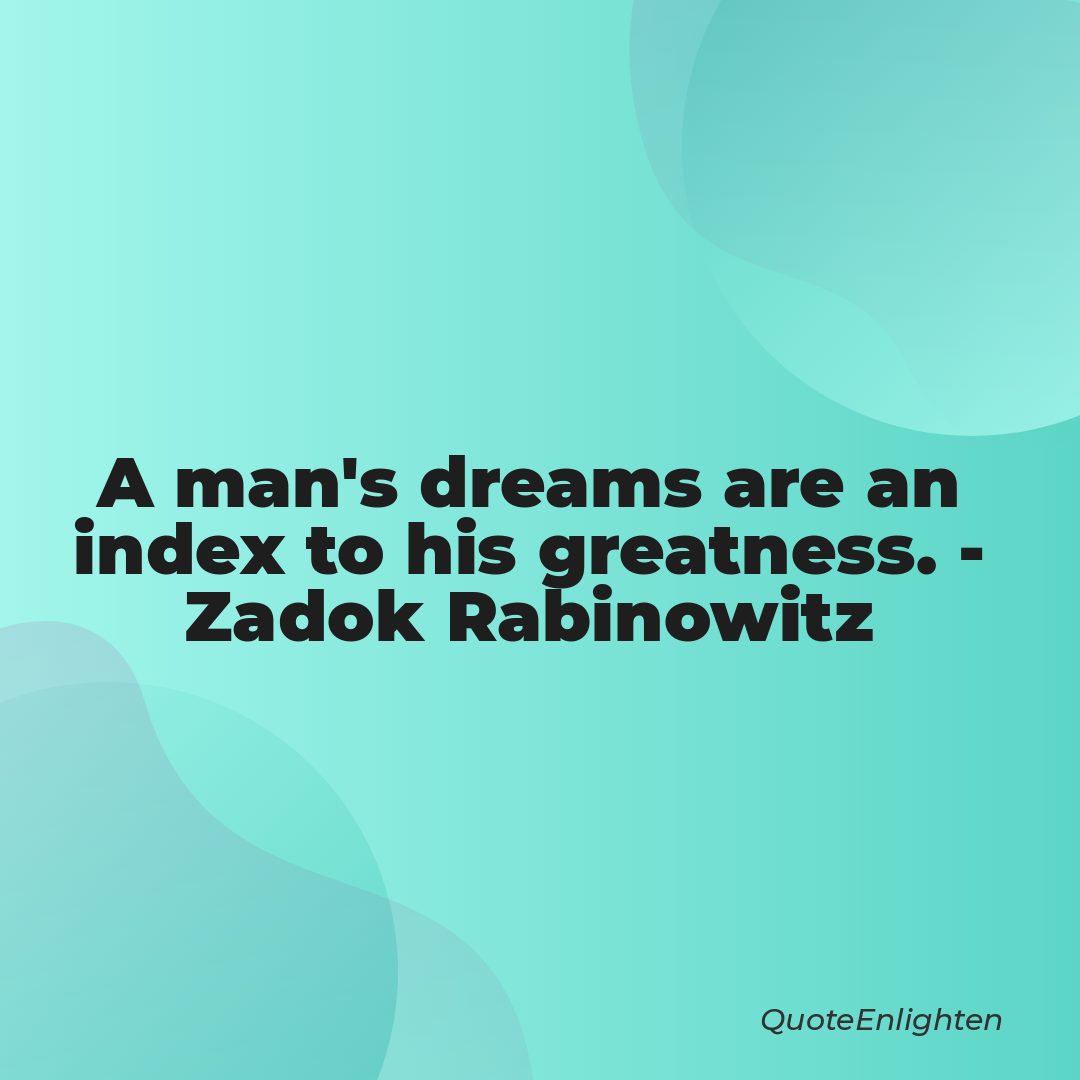 A man's dreams are an
index to his greatness. -
Zadok Rabinowitz
QuoteEnlighten